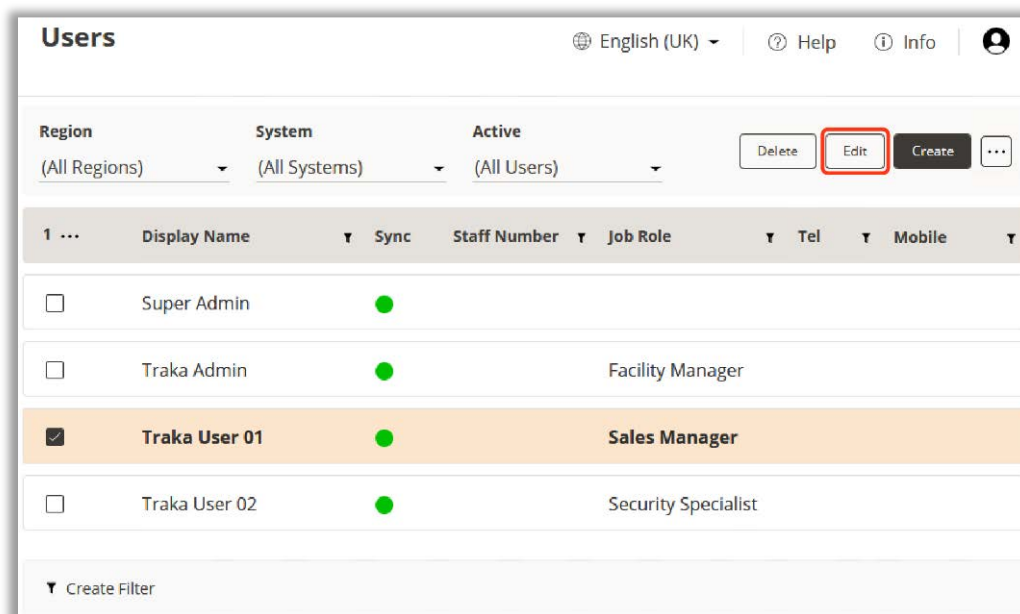 Users
English (UK)
Help
Info
Region
System
Active
(All Regions)
(All Systems)
(All Users)
Delete
Edit
Create
...
1 ...
Display Name
Sync
Staff Number
Job Role
Tel
Mobile
Super Admin
Traka Admin
Facility Manager
Traka User 01
Sales Manager
Traka User 02
Security Specialist
Create Filter